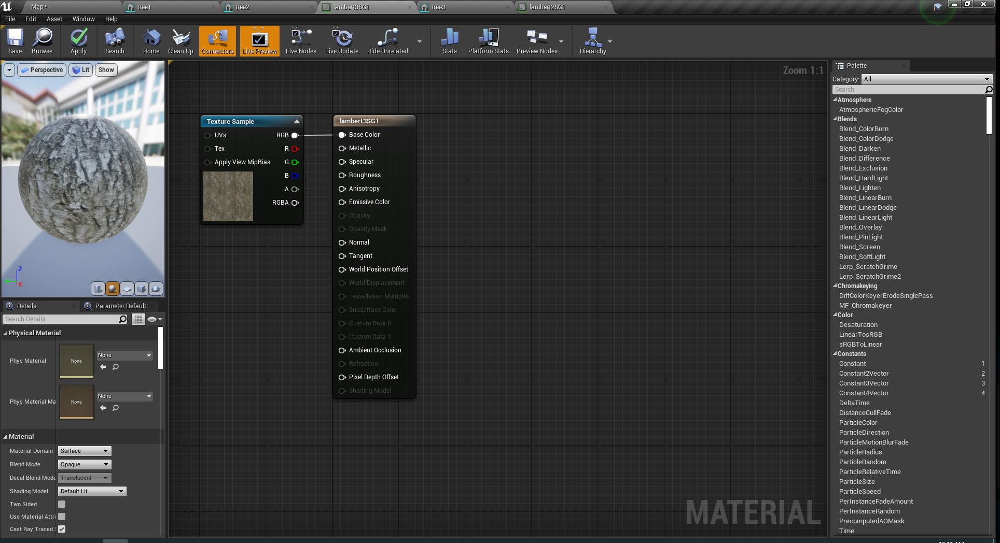 Map*
tree1
tree2
lambert3SG1
tree3
lambert2SG1
File Edit Asset Window Help
Save
Browse
Apply
Search
Home
Clean Up
Connectors
Live Preview
Live Nodes
Live Update
Hide Unrelated
Stats
Platform Stats
Preview Nodes
Hierarchy
Perspective
Lit
Show
Z
Y
X
Details
Parameter Defaults
Search Details
Physical Material
Phys Material
None
None
Phys Material Ma
None
None
Material
Material Domain
Surface
Blend Mode
Opaque
Decal Blend Mode
Translucent
Shading Model
Default Lit
Two Sided
Use Material Attri
Cast Ray Traced
Zoom 1:1
Texture Sample
UVs
RGB
Tex
R
Apply View MipBias
G
B
A
RGBA
lambert3SG1
Base Color
Metallic
Specular
Roughness
Anisotropy
Emissive Color
Opacity
Opacity Mask
Normal
Tangent
World Position Offset
World Displacement
Tessellation Multiplier
Subsurface Color
Custom Data 0
Custom Data 1
Ambient Occlusion
Refraction
Pixel Depth Offset
Shading Model
MATERIAL
Palette
Category:
All
Search
Atmosphere
AtmosphericFogColor
Blends
Blend_ColorBurn
Blend_ColorDodge
Blend_Darken
Blend_Difference
Blend_Exclusion
Blend_HardLight
Blend_Lighten
Blend_LinearBurn
Blend_LinearDodge
Blend_LinearLight
Blend_Overlay
Blend_PinLight
Blend_Screen
Blend_SoftLight
Lerp_ScratchGrime
Lerp_ScratchGrime2
Chromakeying
DiffColorKeyerErodeSinglePass
MF_Chromakeyer
Color
Desaturation
LinearTosRGB
sRGBToLinear
Constants
Constant 1
Constant2Vector 2
Constant3Vector 3
Constant4Vector 4
DeltaTime
DistanceCullFade
ParticleColor
ParticleDirection
ParticleMotionBlurFade
ParticleRadius
ParticleRandom
ParticleRelativeTime
ParticleSize
ParticleSpeed
PerInstanceFadeAmount
PerInstanceRandom
PrecomputedAOMask
Time